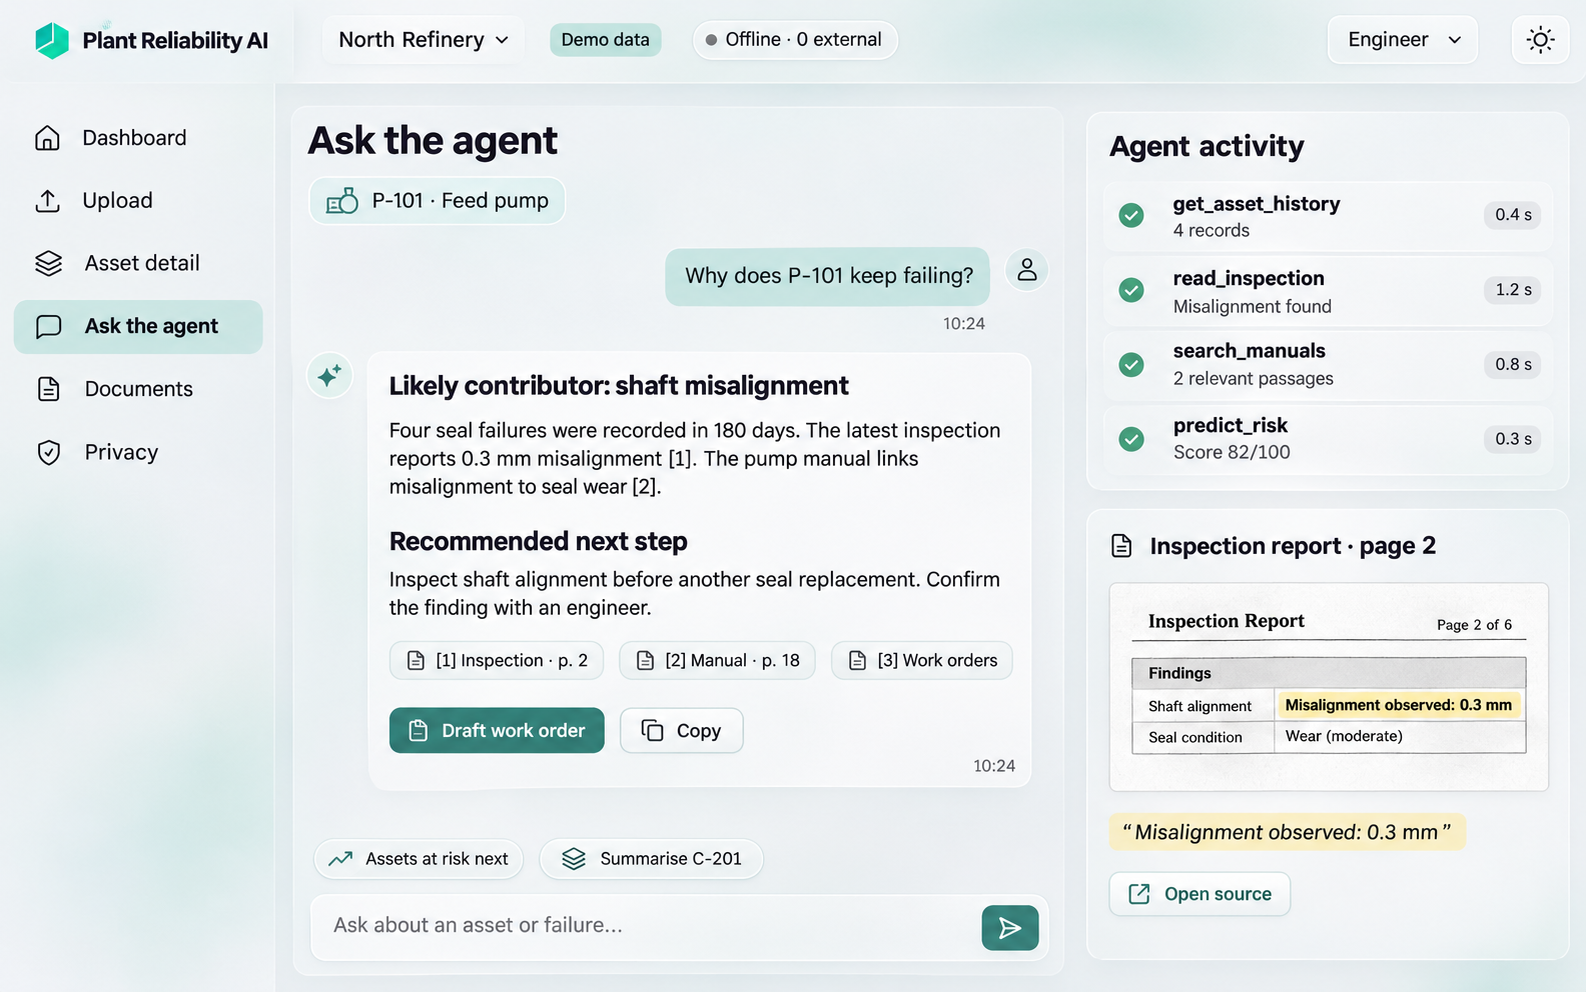 Plant Reliability AI
North Refinery
Demo data
Offline · 0 external
Engineer
Dashboard
Upload
Asset detail
Ask the agent
Documents
Privacy
Ask the agent
P-101 · Feed pump
Why does P-101 keep failing?
10:24
Likely contributor: shaft misalignment
Four seal failures were recorded in 180 days. The latest inspection
reports 0.3 mm misalignment [1]. The pump manual links
misalignment to seal wear [2].
Recommended next step
Inspect shaft alignment before another seal replacement. Confirm
the finding with an engineer.
[1] Inspection · p. 2
[2] Manual · p. 18
[3] Work orders
Draft work order
Copy
10:24
Assets at risk next
Summarise C-201
Ask about an asset or failure...
Agent activity
get_asset_history
4 records
0.4 s
read_inspection
Misalignment found
1.2 s
search_manuals
2 relevant passages
0.8 s
predict_risk
Score 82/100
0.3 s
Inspection report · page 2
Inspection Report
Page 2 of 6
Findings
Shaft alignment
Misalignment observed: 0.3 mm
Seal condition
Wear (moderate)
“Misalignment observed: 0.3 mm”
Open source